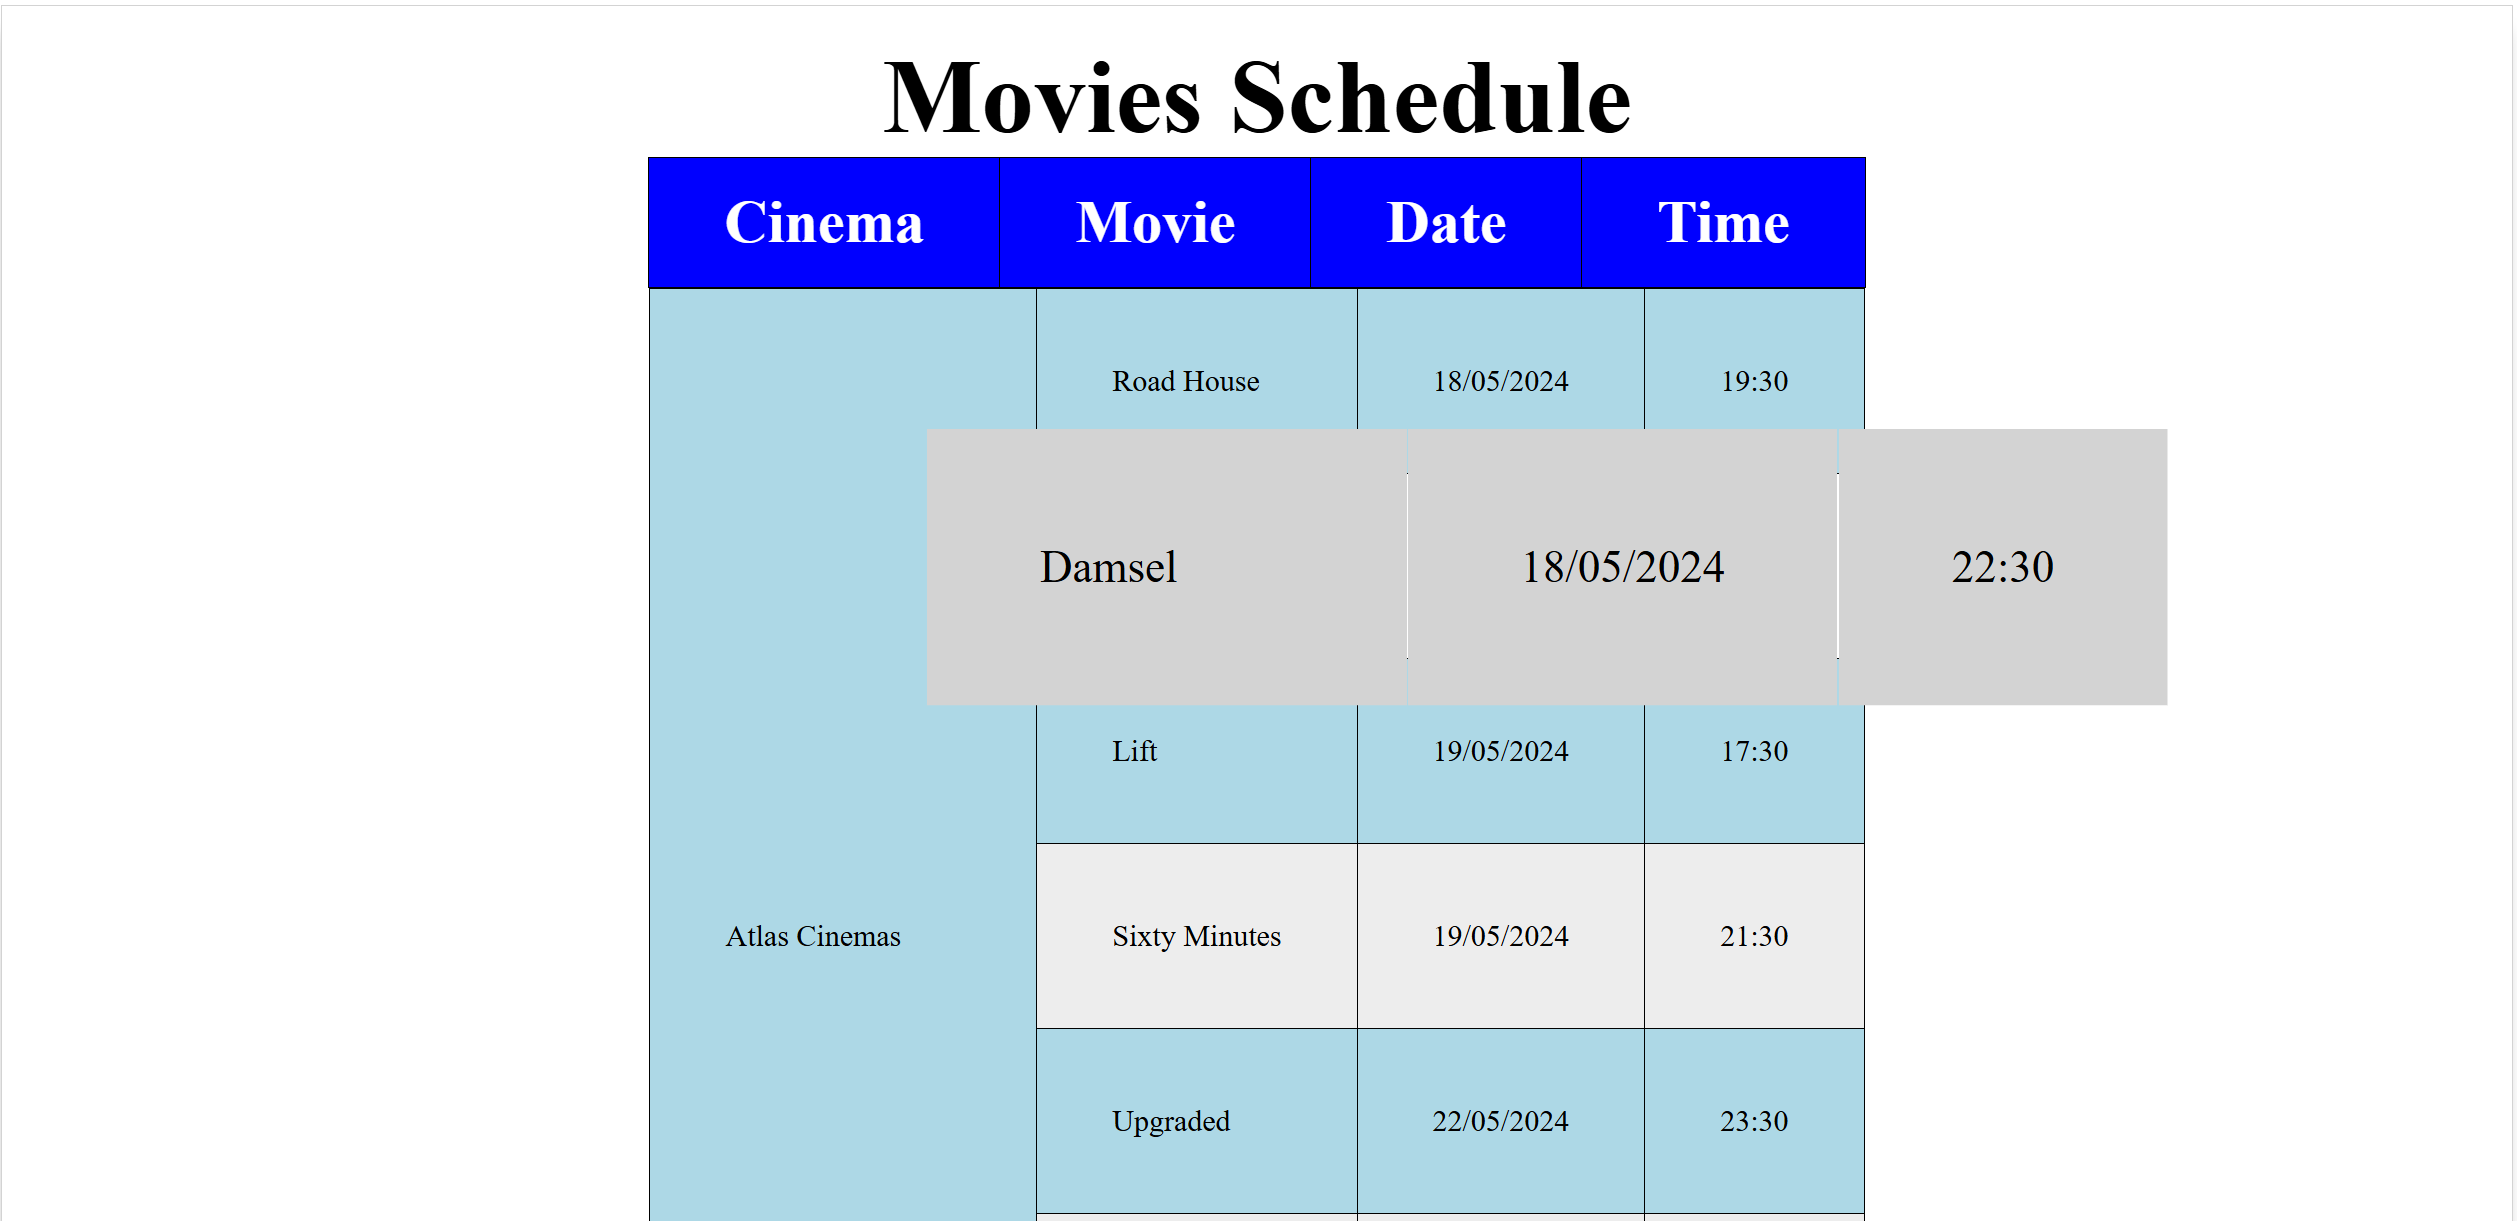 Movies Schedule
Cinema Movie Date Time
Road House 18/05/2024 19:30
Damsel 18/05/2024 22:30
Lift 19/05/2024 17:30
Atlas Cinemas Sixty Minutes 19/05/2024 21:30
Upgraded 22/05/2024 23:30